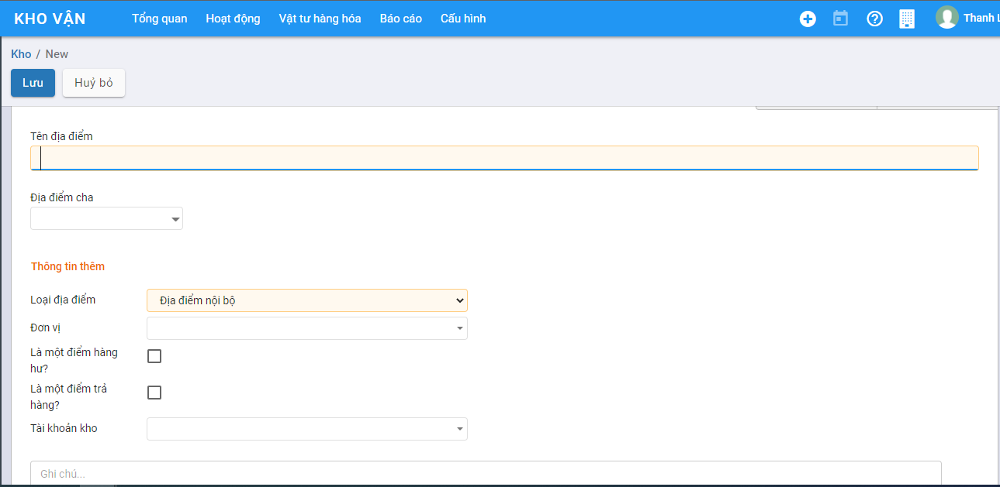 KHO VẬN Tổng quan Hoạt động Vật tư hàng hóa Báo cáo Cấu hình Thanh L
Kho / New
Lưu Huỷ bỏ
Tên địa điểm
Địa điểm cha
Thông tin thêm
Loại địa điểm Địa điểm nội bộ
Đơn vị
Là một điểm hàng
hư?
Là một điểm trả
hàng?
Tài khoản kho
Ghi chú...